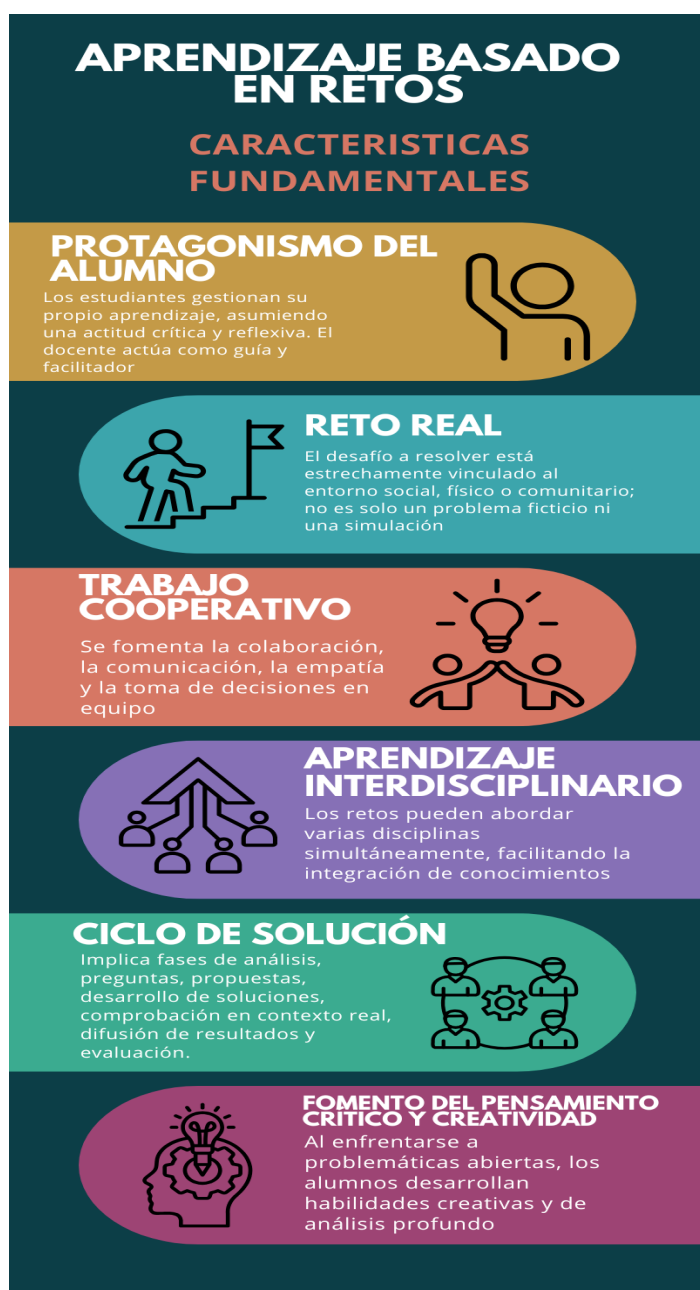 APRENDIZAJE BASADO
EN RETOS
CARACTERISTICAS
FUNDAMENTALES
PROTAGONISMO DEL
ALUMNO
Los estudiantes gestionan su
propio aprendizaje, asumiendo
una actitud crítica y reflexiva. El
docente actúa como guía y
facilitador
RETO REAL
El desafío a resolver está
estrechamente vinculado al
entorno social, físico o comunitario;
no es solo un problema ficticio ni
una simulación
TRABAJO
COOPERATIVO
Se fomenta la colaboración,
la comunicación, la empatía
y la toma de decisiones en
equipo
APRENDIZAJE
INTERDISCIPLINARIO
Los retos pueden abordar
varias disciplinas
simultáneamente, facilitando la
integración de conocimientos
CICLO DE SOLUCIÓN
Implica fases de análisis,
preguntas, propuestas,
desarrollo de soluciones,
comprobación en contexto real,
difusión de resultados y
evaluación.
FOMENTO DEL PENSAMIENTO
CRÍTICO Y CREATIVIDAD
Al enfrentarse a
problemáticas abiertas, los
alumnos desarrollan
habilidades creativas y de
análisis profundo